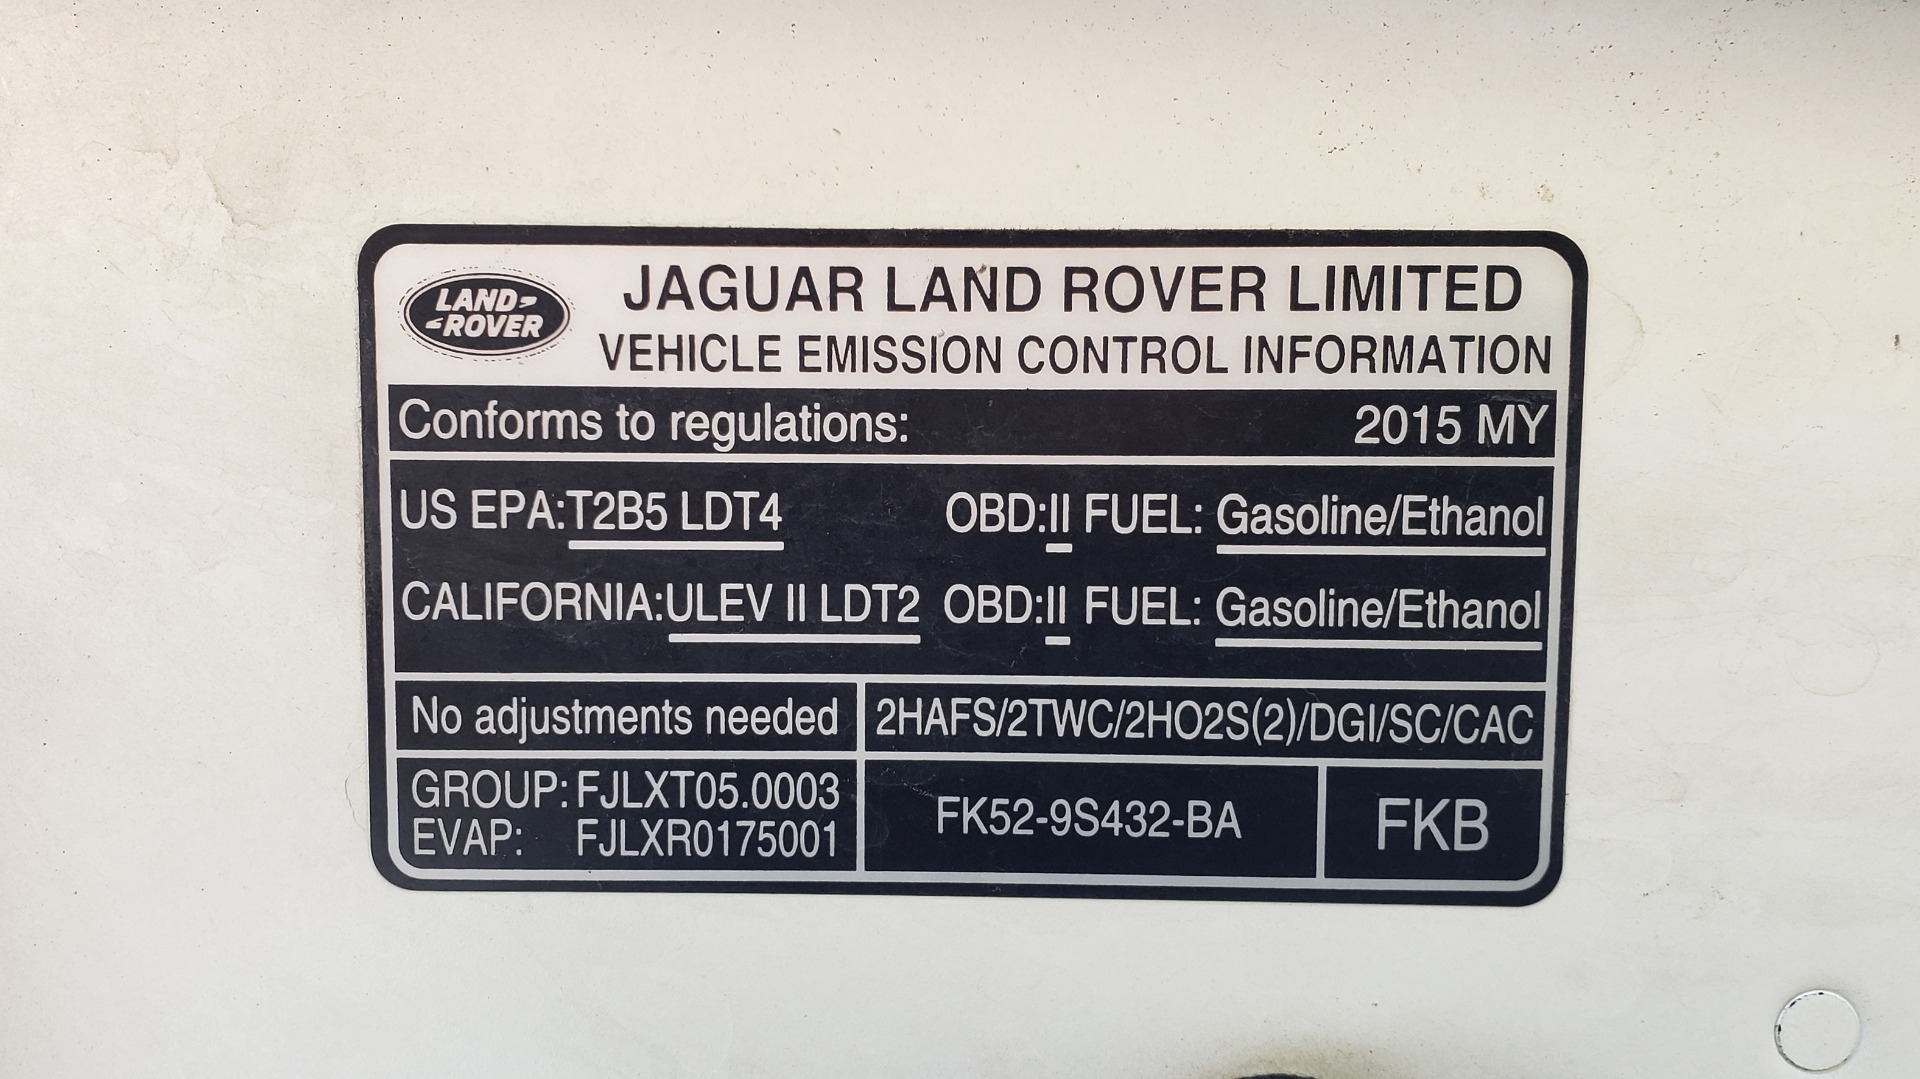 LAND-
-ROVER
JAGUAR LAND ROVER LIMITED
VEHICLE EMISSION CONTROL INFORMATION
Conforms to regulations: 2015 MY
US EPA:T2B5 LDT4 OBD:II FUEL: Gasoline/Ethanol
CALIFORNIA:ULEV II LDT2 OBD:II FUEL: Gasoline/Ethanol
No adjustments needed 2HAFS/2TWC/2HO2S(2)/DGI/SC/CAC
GROUP: FJLXT05.0003
EVAP: FJLXR0175001
FK52-9S432-BA
FKB